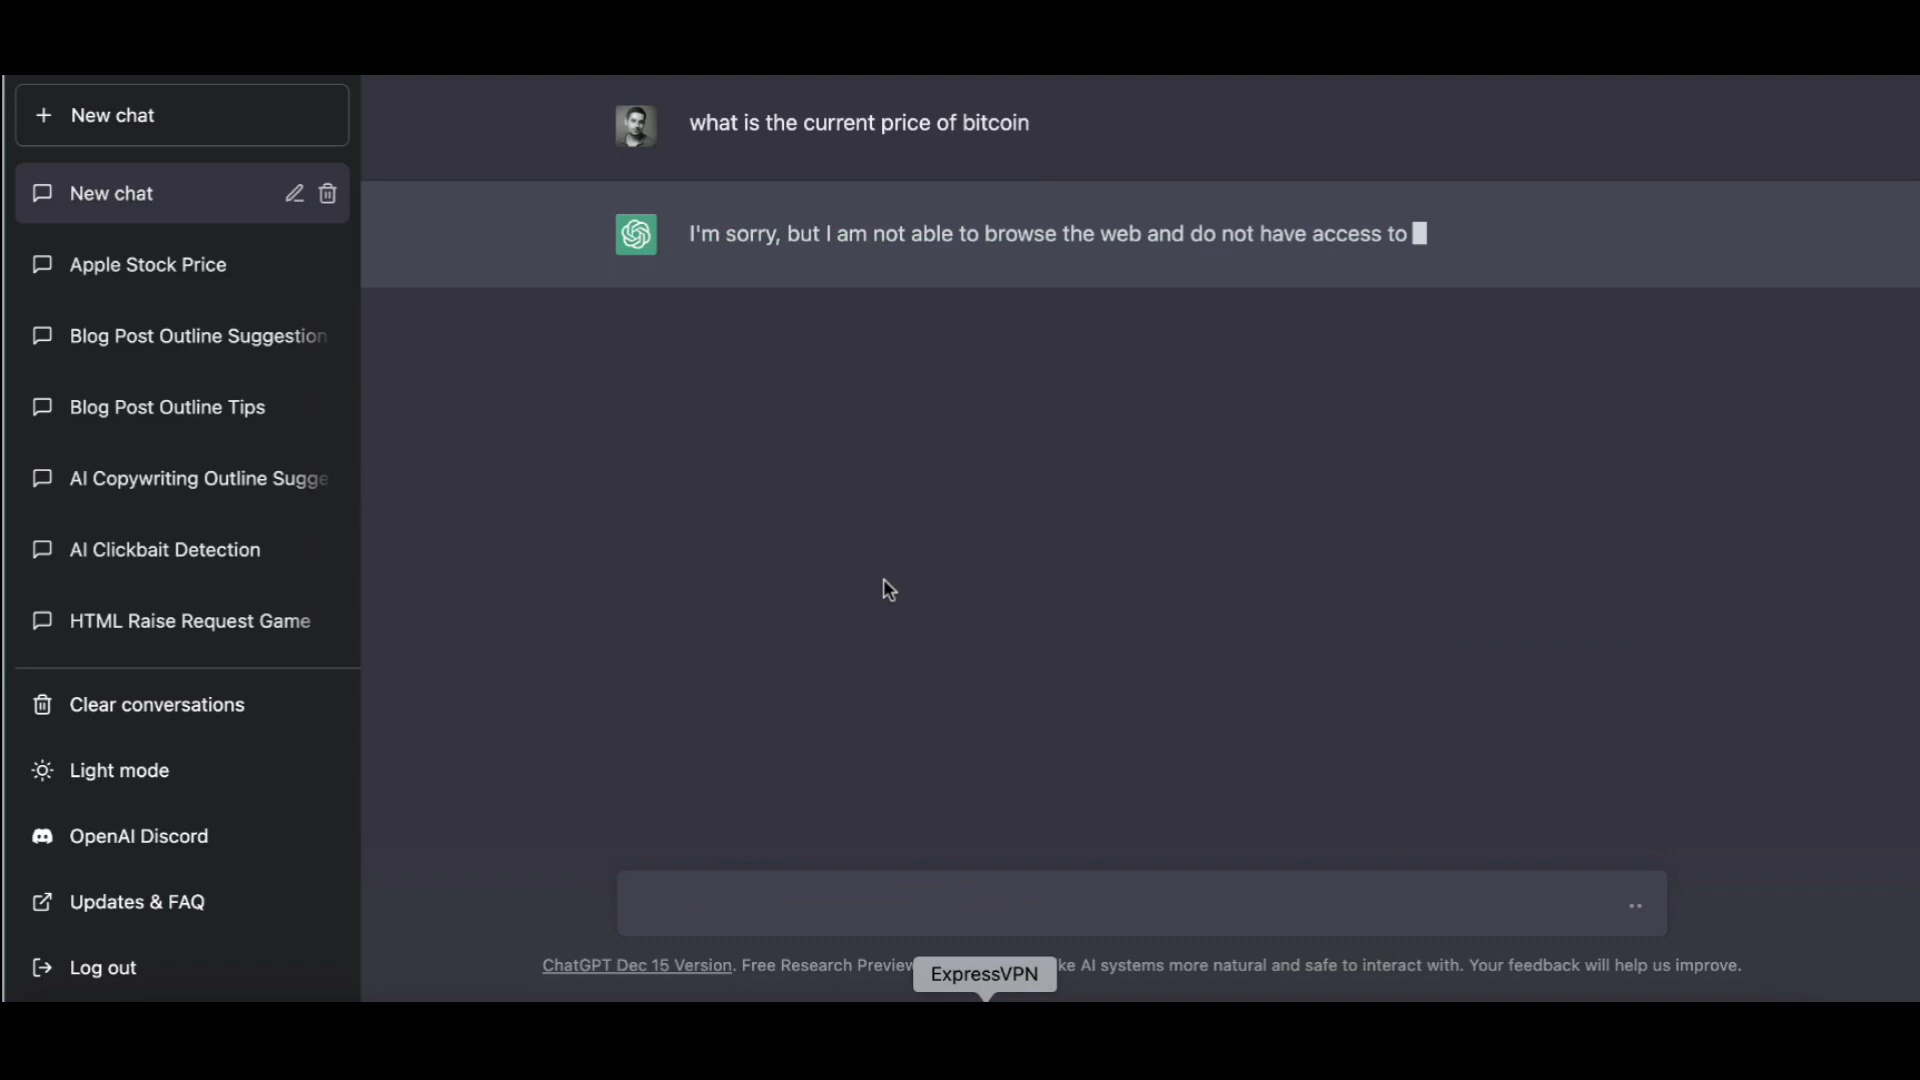 New chat
New chat
Apple Stock Price
Blog Post Outline Suggestion
Blog Post Outline Tips
AI Copywriting Outline Sugge
AI Clickbait Detection
HTML Raise Request Game
Clear conversations
Light mode
OpenAI Discord
Updates & FAQ
Log out
what is the current price of bitcoin
I'm sorry, but I am not able to browse the web and do not have access to
ChatGPT Dec 15 Version. Free Research Preview ke AI systems more natural and safe to interact with. Your feedback will help us improve.
ExpressVPN